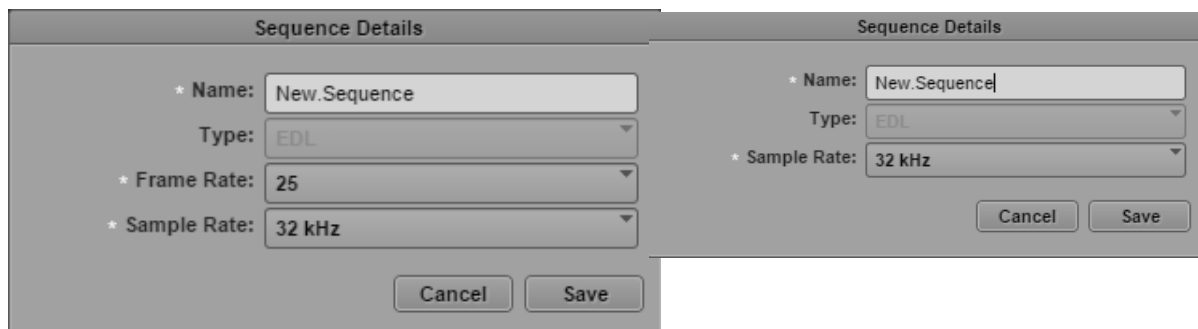 Sequence Details
* Name: New.Sequence
Type: EDL
* Frame Rate: 25
* Sample Rate: 32 kHz
Cancel Save
Sequence Details
* Name: New.Sequence
Type: EDL
* Sample Rate: 32 kHz
Cancel Save